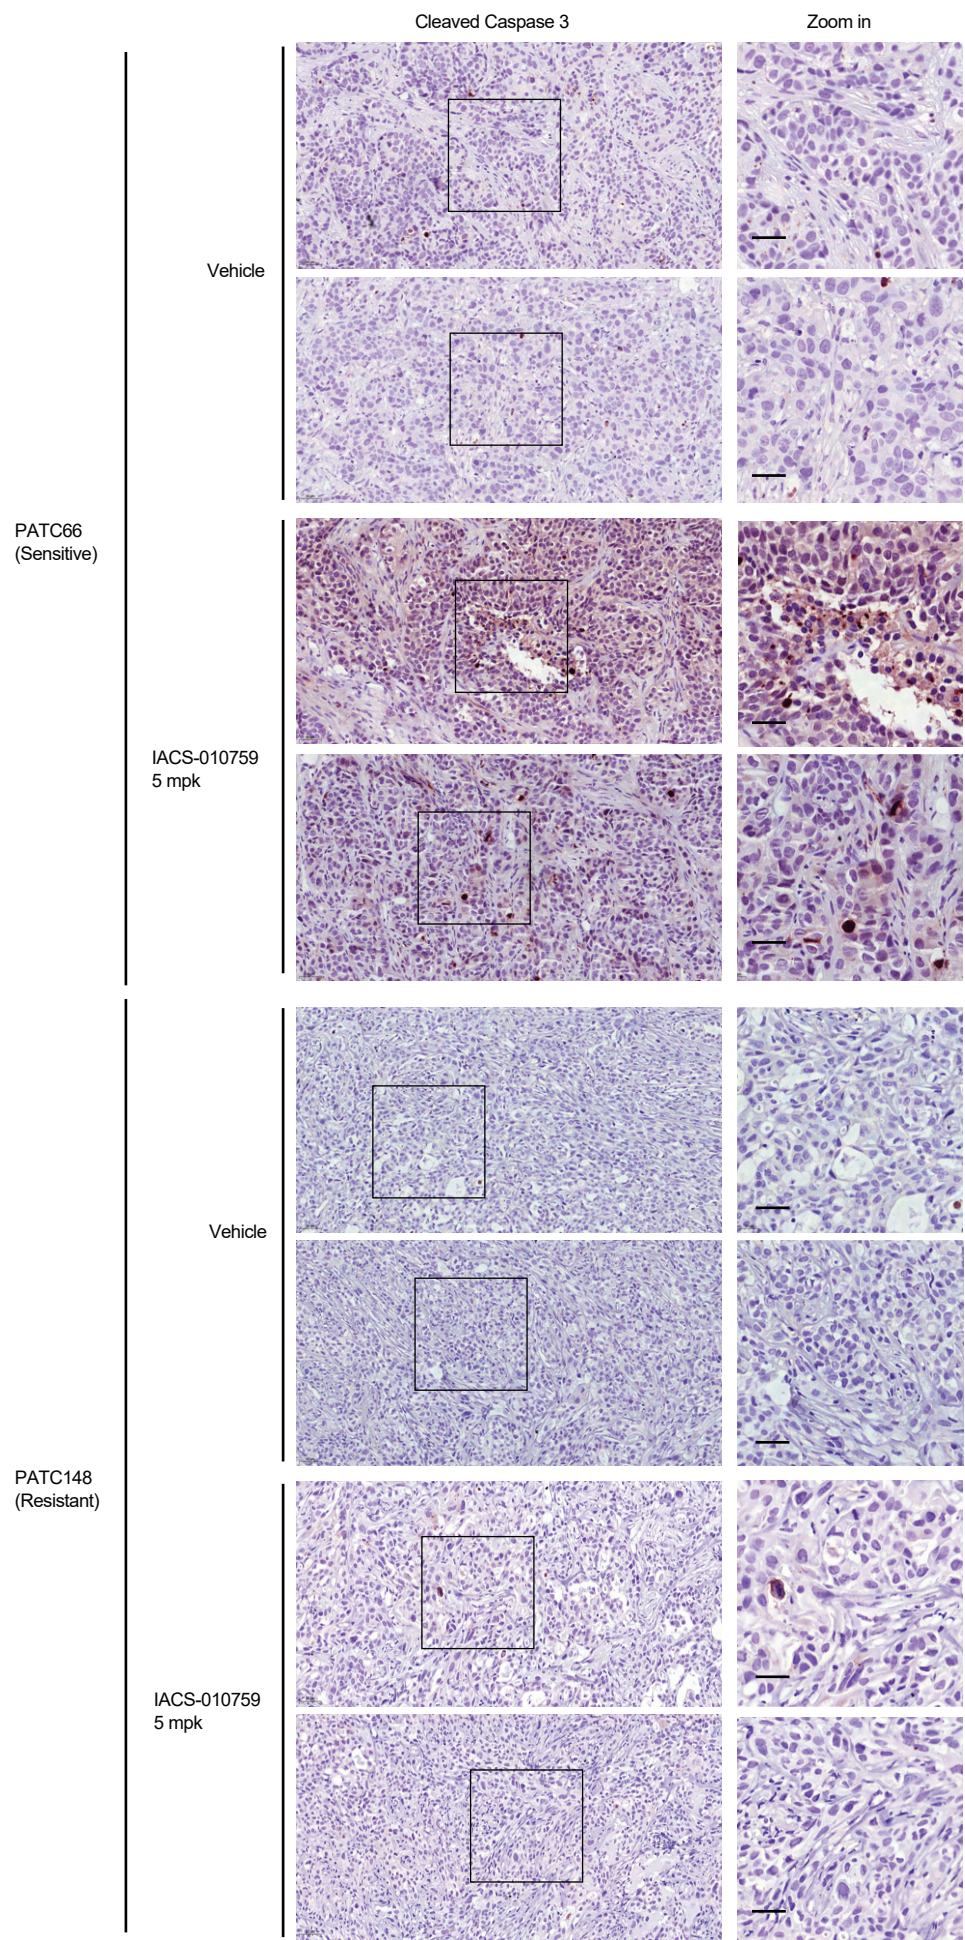 Cleaved Caspase 3
Zoom in
Vehicle
PATC66
(Sensitive)
IACS-010759
5 mpk
Vehicle
PATC148
(Resistant)
IACS-010759
5 mpk